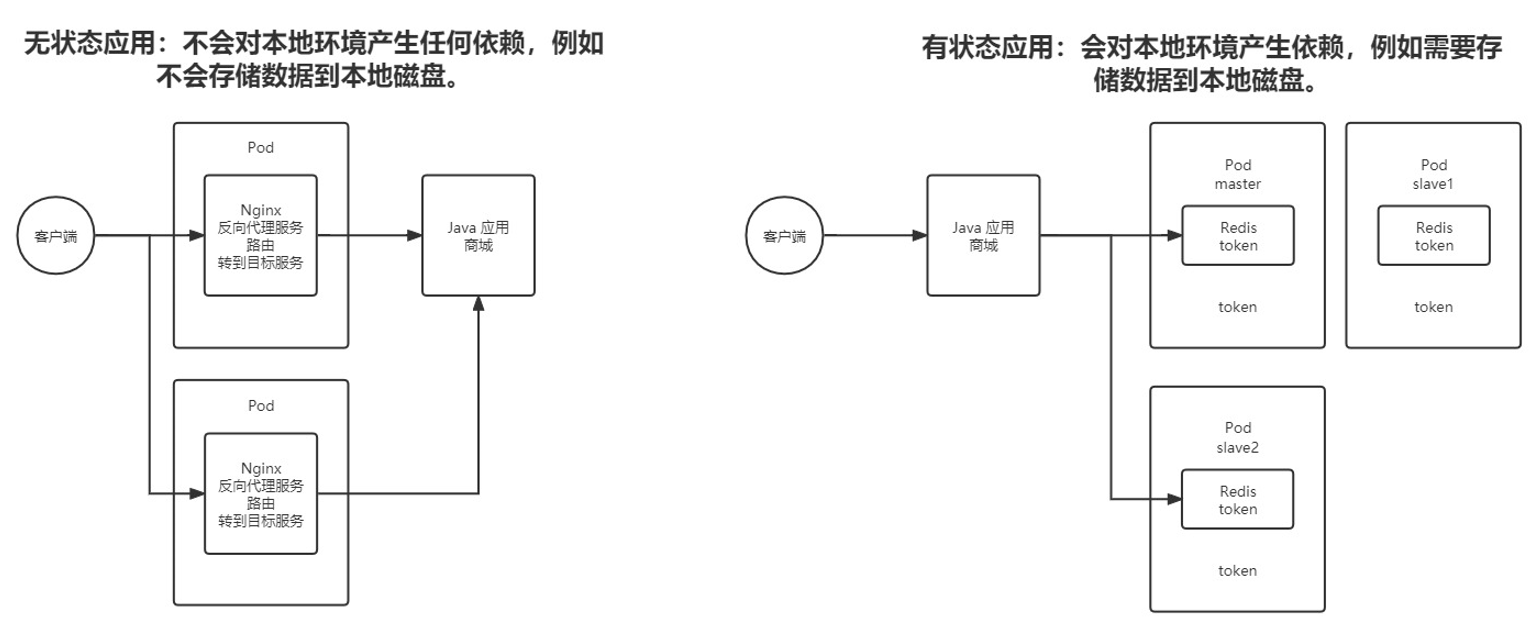 无状态应用：不会对本地环境产生任何依赖，例如
不会存储数据到本地磁盘。
Pod
客户端
Nginx
反向代理服务
路由
转到目标服务
Java 应用
商城
Pod
Nginx
反向代理服务
路由
转到目标服务
有状态应用：会对本地环境产生依赖，例如需要存
储数据到本地磁盘。
客户端
Java 应用
商城
Pod
master
Redis
token
token
Pod
slave1
Redis
token
token
Pod
slave2
Redis
token
token